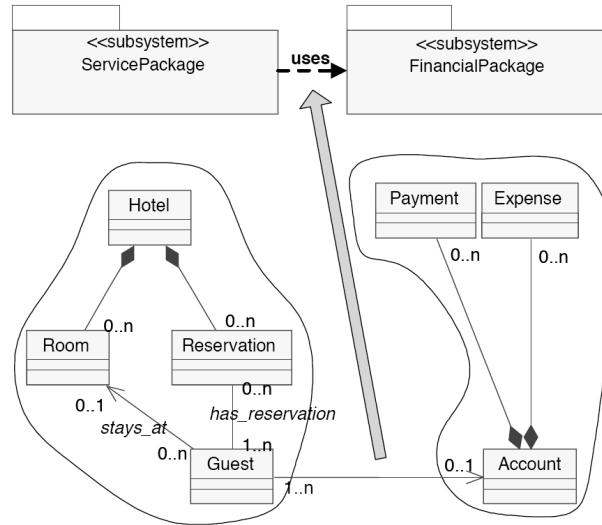 <<subsystem>>
ServicePackage
uses
<<subsystem>>
FinancialPackage
Hotel
Payment
Expense
0..n
0..n
0..n
0..n
Room
Reservation
0..1
stays_at
0..n
has_reservation
0..n
1..n
Guest
1..n
0..1
Account